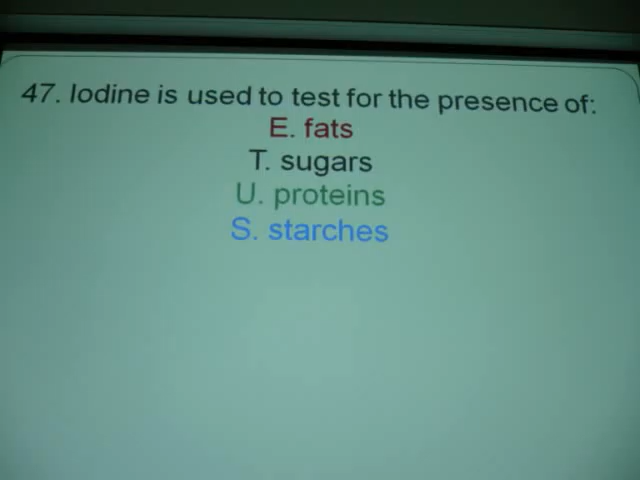 47. Iodine is used to test for the presence of:
E. fats
T. sugars
U. proteins
S. starches